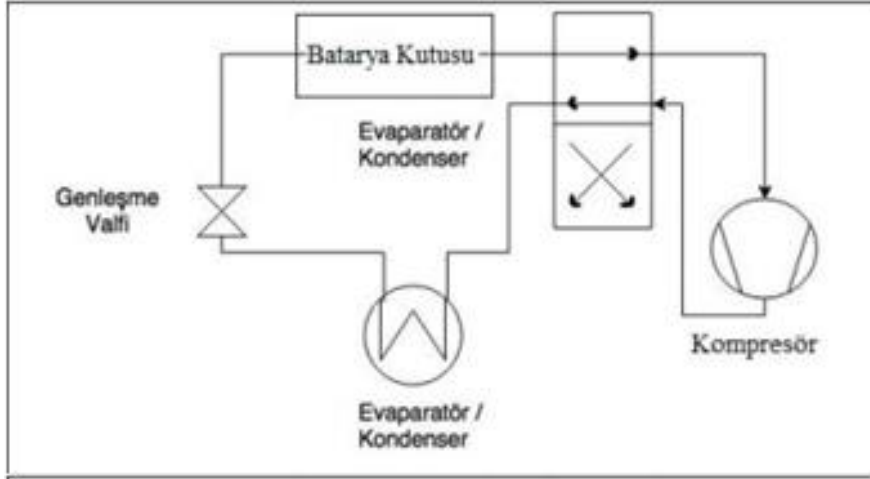 Batarya Kutusu
Evaparatör /
Kondenser
Genleşme
Valfi
Kompresör
Evaparatör /
Kondenser